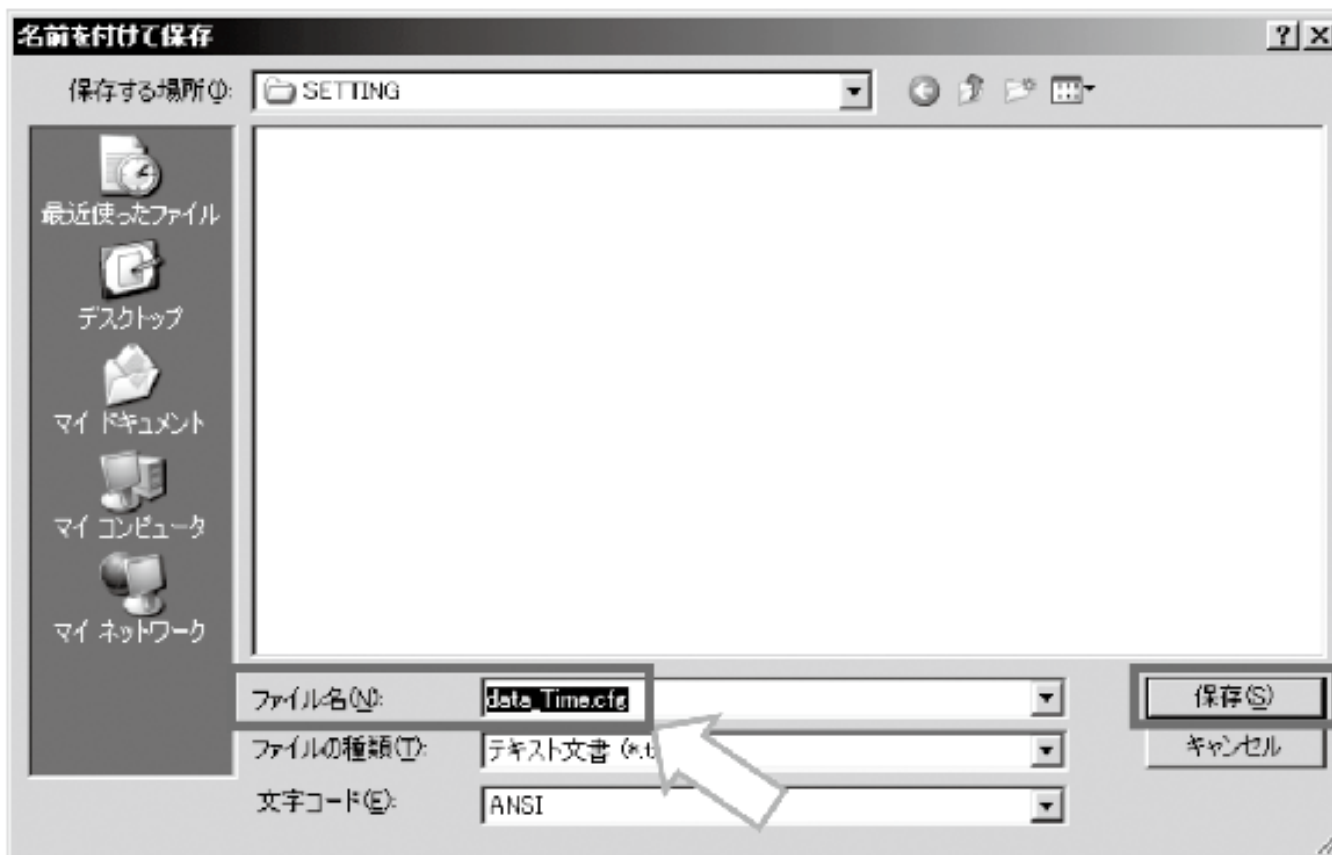 名前を付けて保存
保存する場所(I):
SETTING
最近使ったファイル
デスクトップ
マイ ドキュメント
マイ コンピュータ
マイ ネットワーク
ファイル名(N):
data_Time.cfg
保存(S)
ファイルの種類(T):
テキスト文書 (*.t
キャンセル
文字コード(E):
ANSI